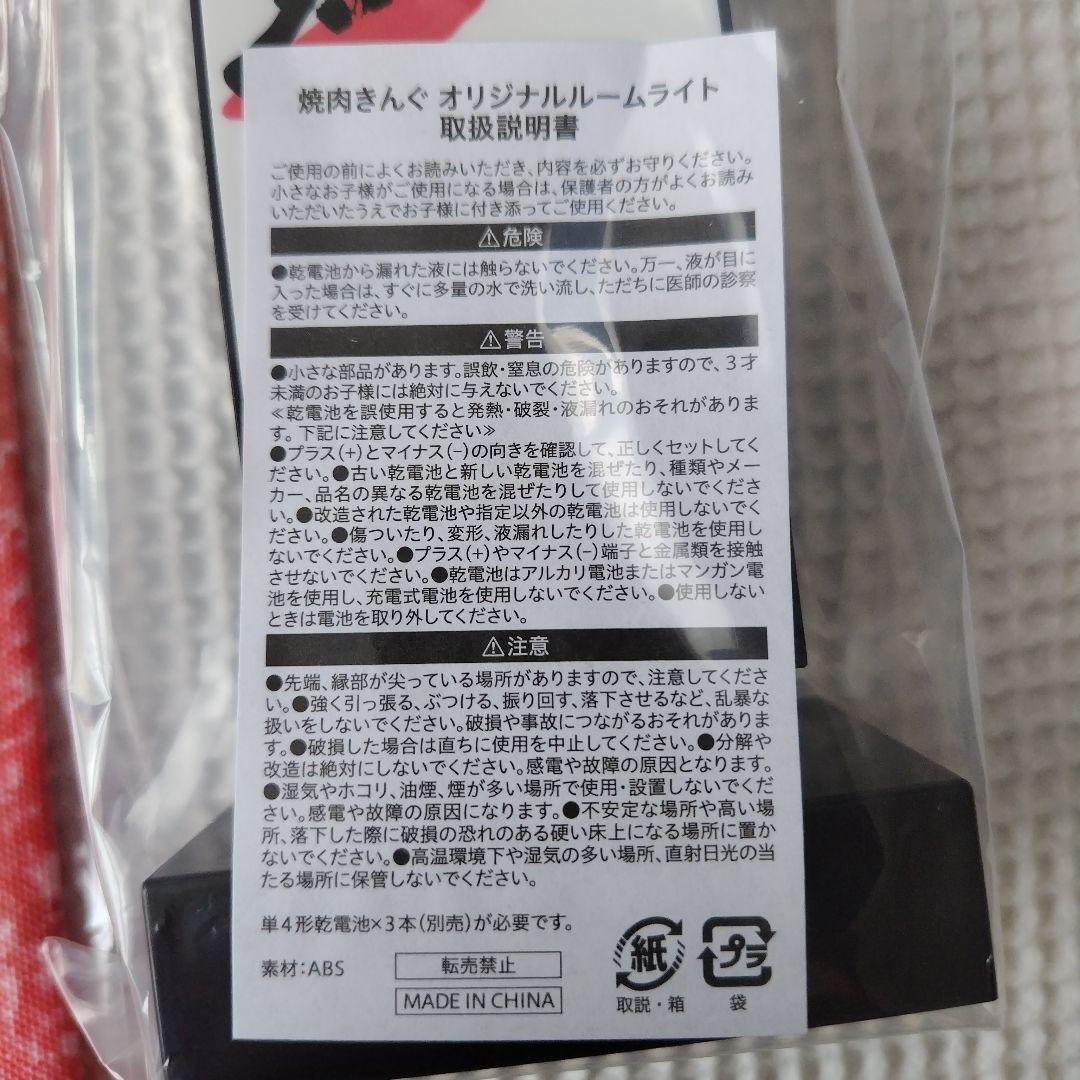 焼肉きんぐ オリジナルルームライト
取扱説明書
ご使用の前によくお読みいただき、内容を必ずお守りください。
小さなお子様がご使用になる場合は、保護者の方がよくお読み
いただいたうえでお子様に付き添ってご使用ください。
⚠危険
●乾電池から漏れた液には触らないでください。万一、液が目に
入った場合は、すぐに多量の水で洗い流し、ただちに医師の診察
を受けてください。
⚠警告
●小さな部品があります。誤飲・窒息の危険がありますので、3才
未満のお子様には絶対に与えないでください。
≪乾電池を誤使用すると発熱・破裂・液漏れのおそれがありま
す。下記に注意してください≫
●プラス(+)とマイナス(−)の向きを確認して、正しくセットしてく
ださい。●古い乾電池と新しい乾電池を混ぜたり、種類やメー
カー、品名の異なる乾電池を混ぜたりして使用しないでくださ
い。●改造された乾電池や指定以外の乾電池は使用しないでく
ださい。●傷ついたり、変形、液漏れしたりした乾電池を使用し
ないでください。●プラス(+)やマイナス(−)端子と金属類を接触
させないでください。●乾電池はアルカリ電池またはマンガン電
池を使用し、充電式電池を使用しないでください。●使用しない
ときは電池を取り外してください。
⚠注意
●先端、縁部が尖っている場所がありますので、注意してくださ
い。●強く引っ張る、ぶつける、振り回す、落下させるなど、乱暴な
扱いをしないでください。破損や事故につながるおそれがありま
す。●破損した場合は直ちに使用を中止してください。●分解や
改造は絶対にしないでください。感電や故障の原因となります。
●湿気やホコリ、油煙、煙が多い場所で使用・設置しないでくだ
さい。感電や故障の原因になります。●不安定な場所や高い場
所、落下した際に破損の恐れのある硬い床上になる場所に置か
ないでください。●高温環境下や湿気の多い場所、直射日光の当
たる場所に保管しないでください。
単4形乾電池×3本(別売)が必要です。
素材:ABS
転売禁止
MADE IN CHINA
紙
取説・箱
プラ
袋